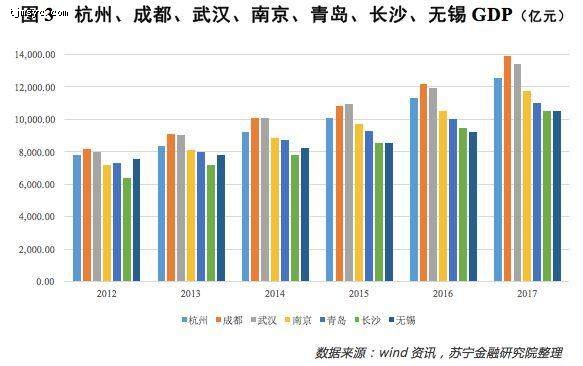 图 3 杭州、成都、武汉、南京、青岛、长沙、无锡 GDP（亿元）
14,000.00
12,000.00
10,000.00
8,000.00
6,000.00
4,000.00
2,000.00
0.00
2012 2013 2014 2015 2016 2017
杭州 成都 武汉 南京 青岛 长沙 无锡
数据来源：wind 资讯，苏宁金融研究院整理